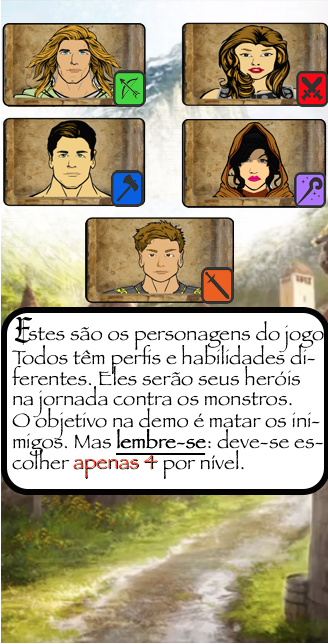 Estes são os personagens do jogo
Todos têm perfis e habilidades di-
ferentes. Eles serão seus heróis
na jornada contra os monstros.
O objetivo na demo é matar os ini-
migos. Mas lembre-se: deve-se es-
colher apenas 4 por nível.